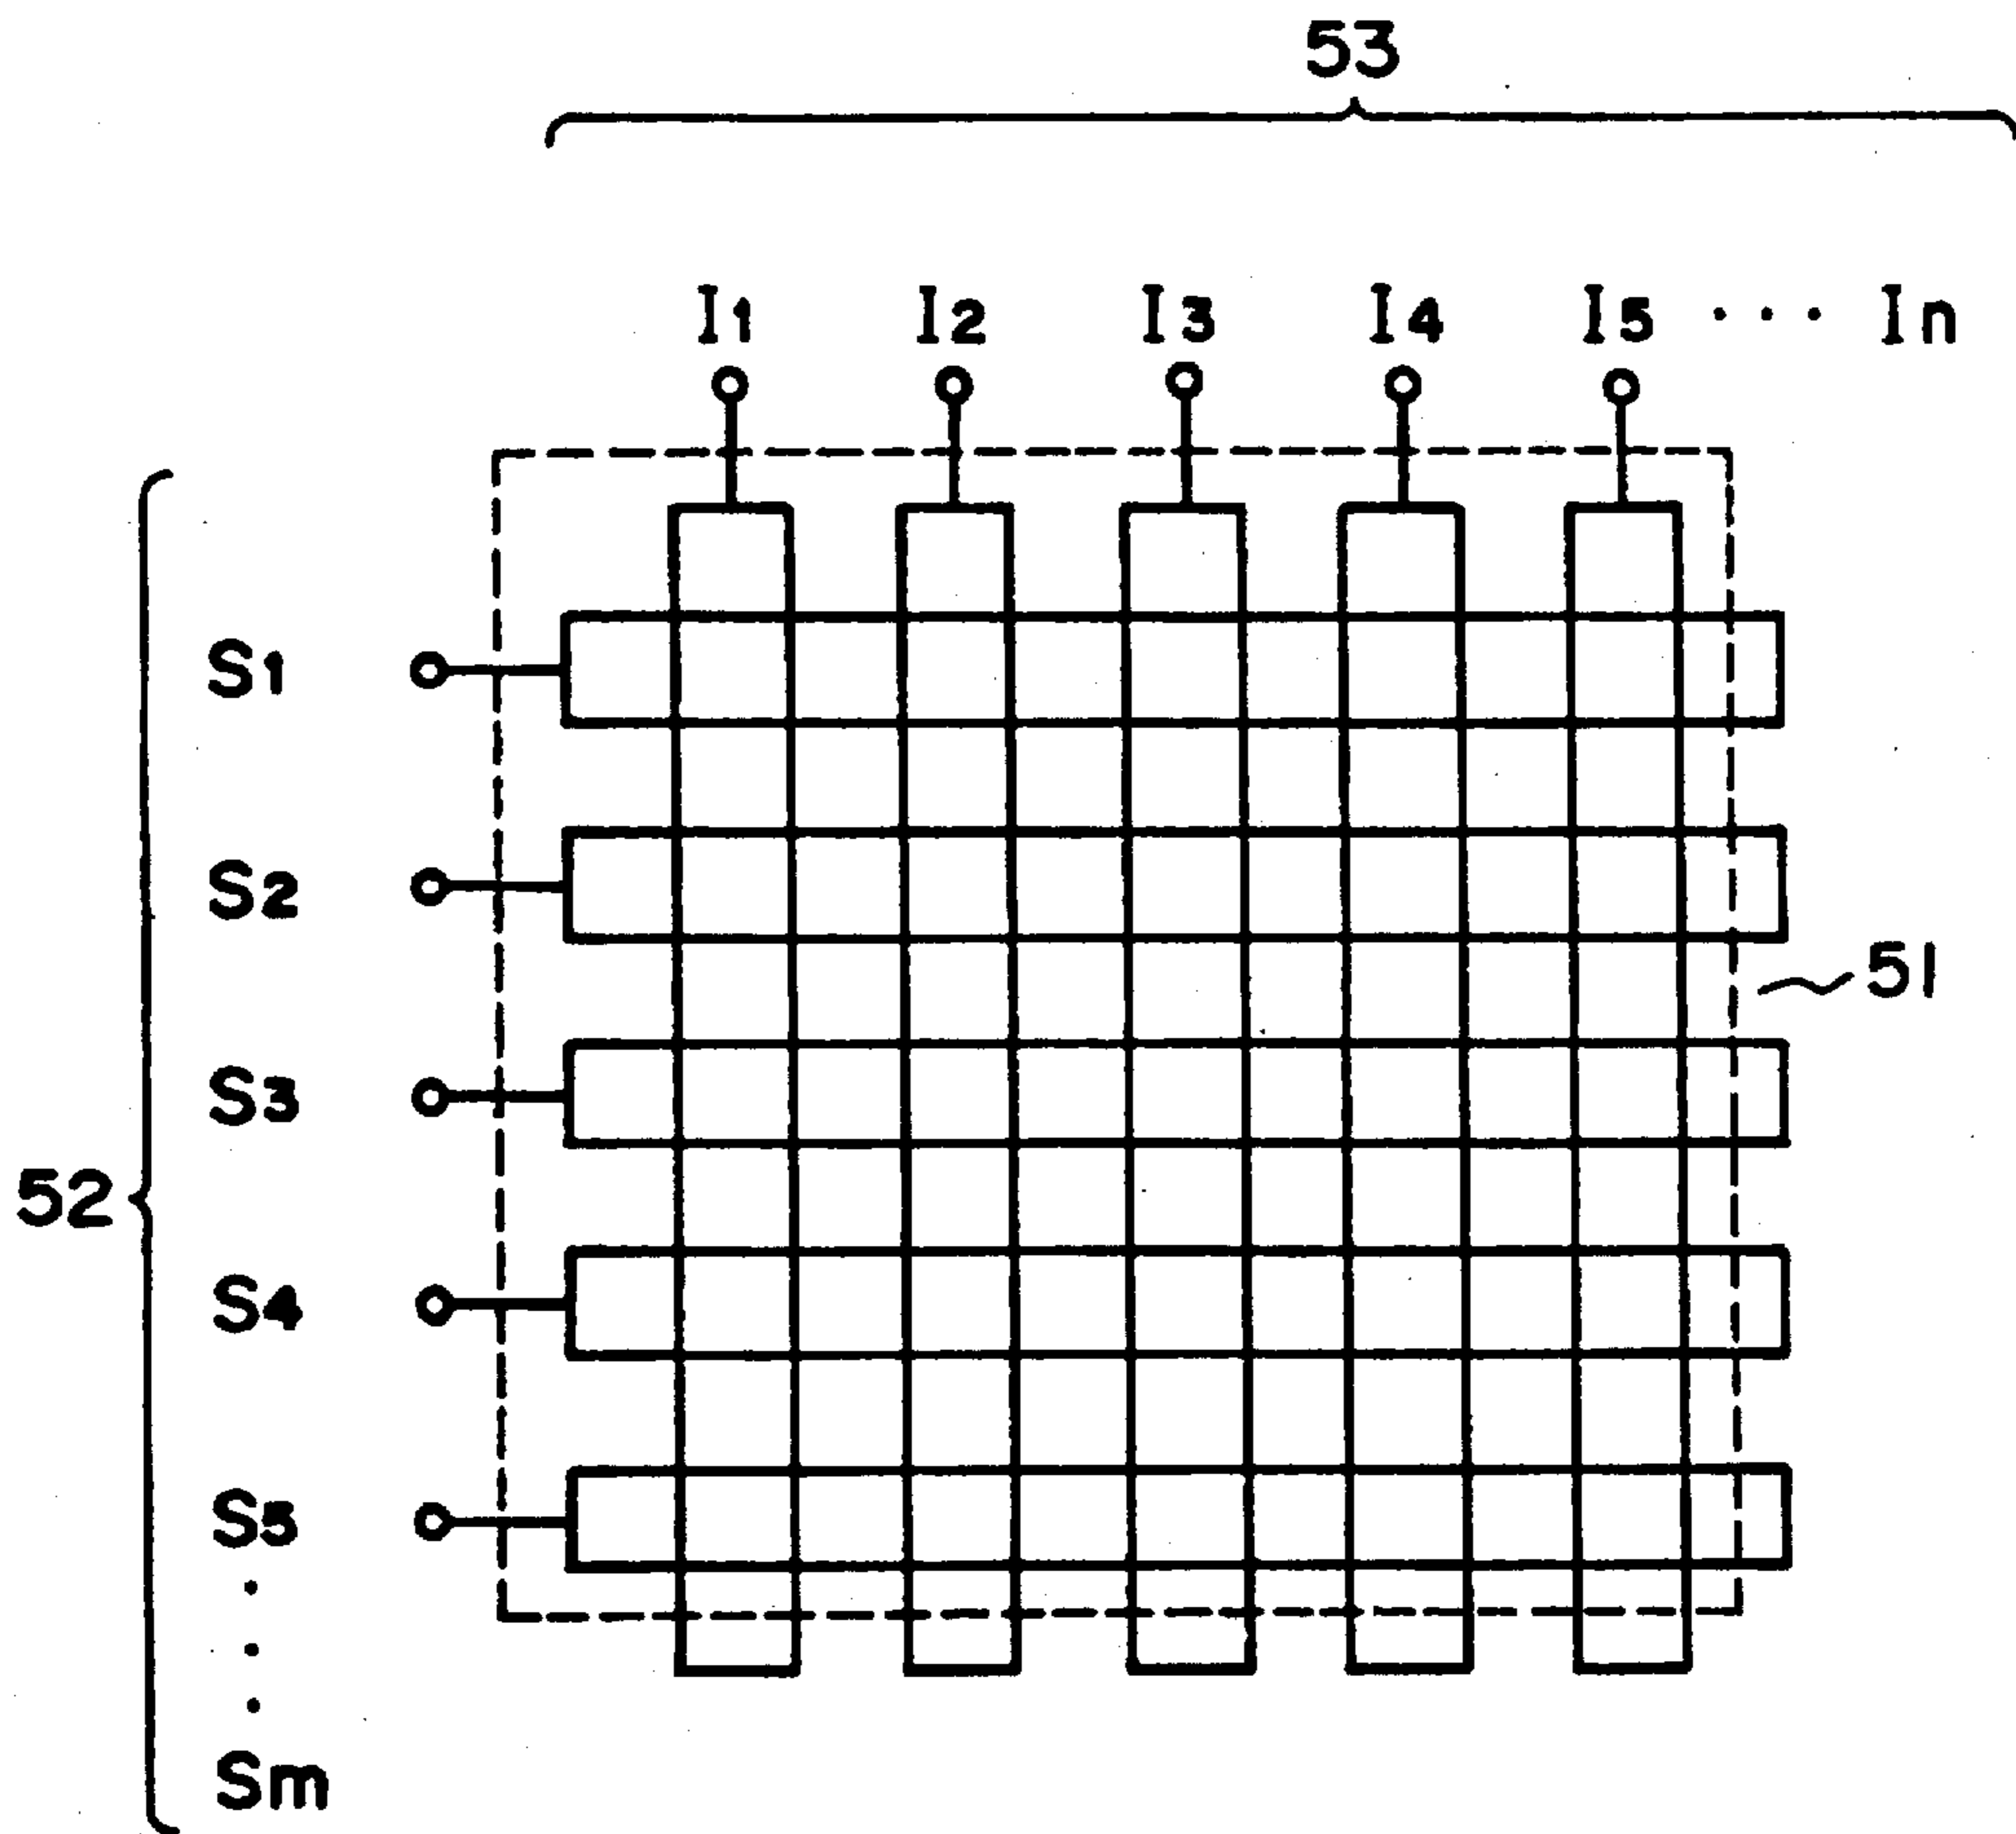 53
I1 I2 I3 I4 I5 ... In
S1
S2
51
S3
52
S4
S5
.
.
.
Sm